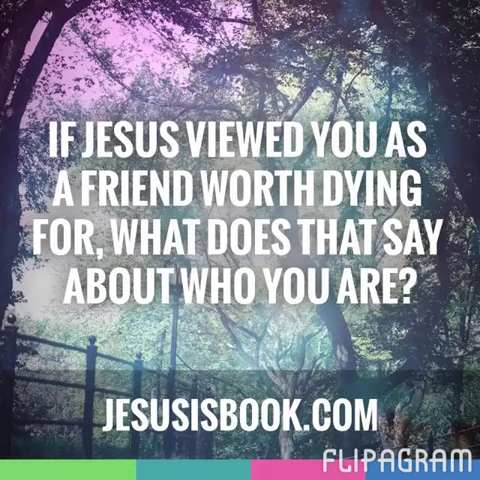 IF JESUS VIEWED YOU AS
A FRIEND WORTH DYING
FOR, WHAT DOES THAT SAY
ABOUT WHO YOU ARE?
JESUSISBOOK.COM
FLIPAGRAM